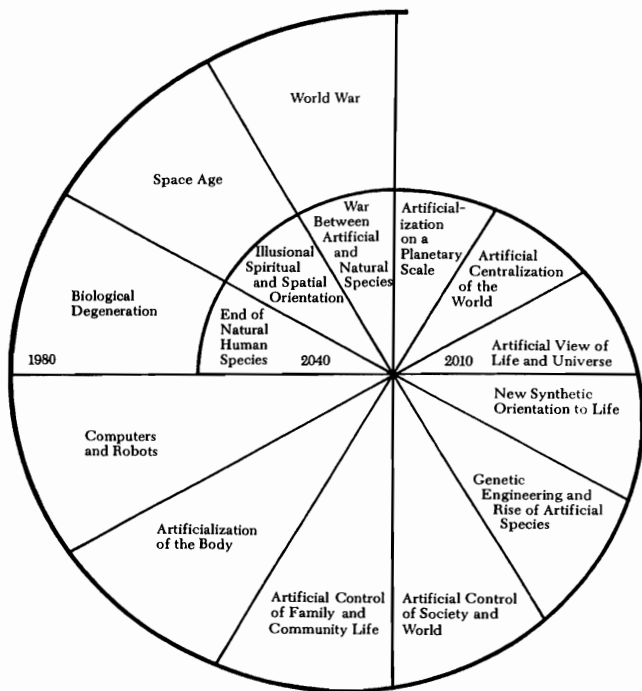 World War
Space Age
Biological
Degeneration
1980
Computers
and Robots
Artificialization
of the Body
Artificial Control
of Family and
Community Life
Artificial Control
of Society and
World
Genetic
Engineering and
Rise of Artificial
Species
New Synthetic
Orientation to Life
2010
Artificial View of
Life and Universe
Artificial
Centralization
of the
World
Artificial-
ization
on a
Planetary
Scale
War
Between
Artificial
and
Natural
Species
Illusional
Spiritual
and Spatial
Orientation
End of
Natural
Human
Species
2040